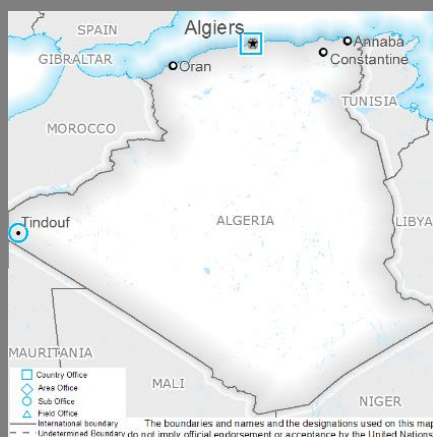 SPAIN
Algiers
GIBRALTAR
Annaba
Constantine
Oran
TUNISIA
MOROCCO
Tindouf
ALGERIA
LIBYA
MAURITANIA
MALI
NIGER
Country Office
Area Office
Sub Office
Field Office
International boundary
Undetermined Boundary
The boundaries and names and the designations used on this map
do not imply official endorsement or acceptance by the United Nations